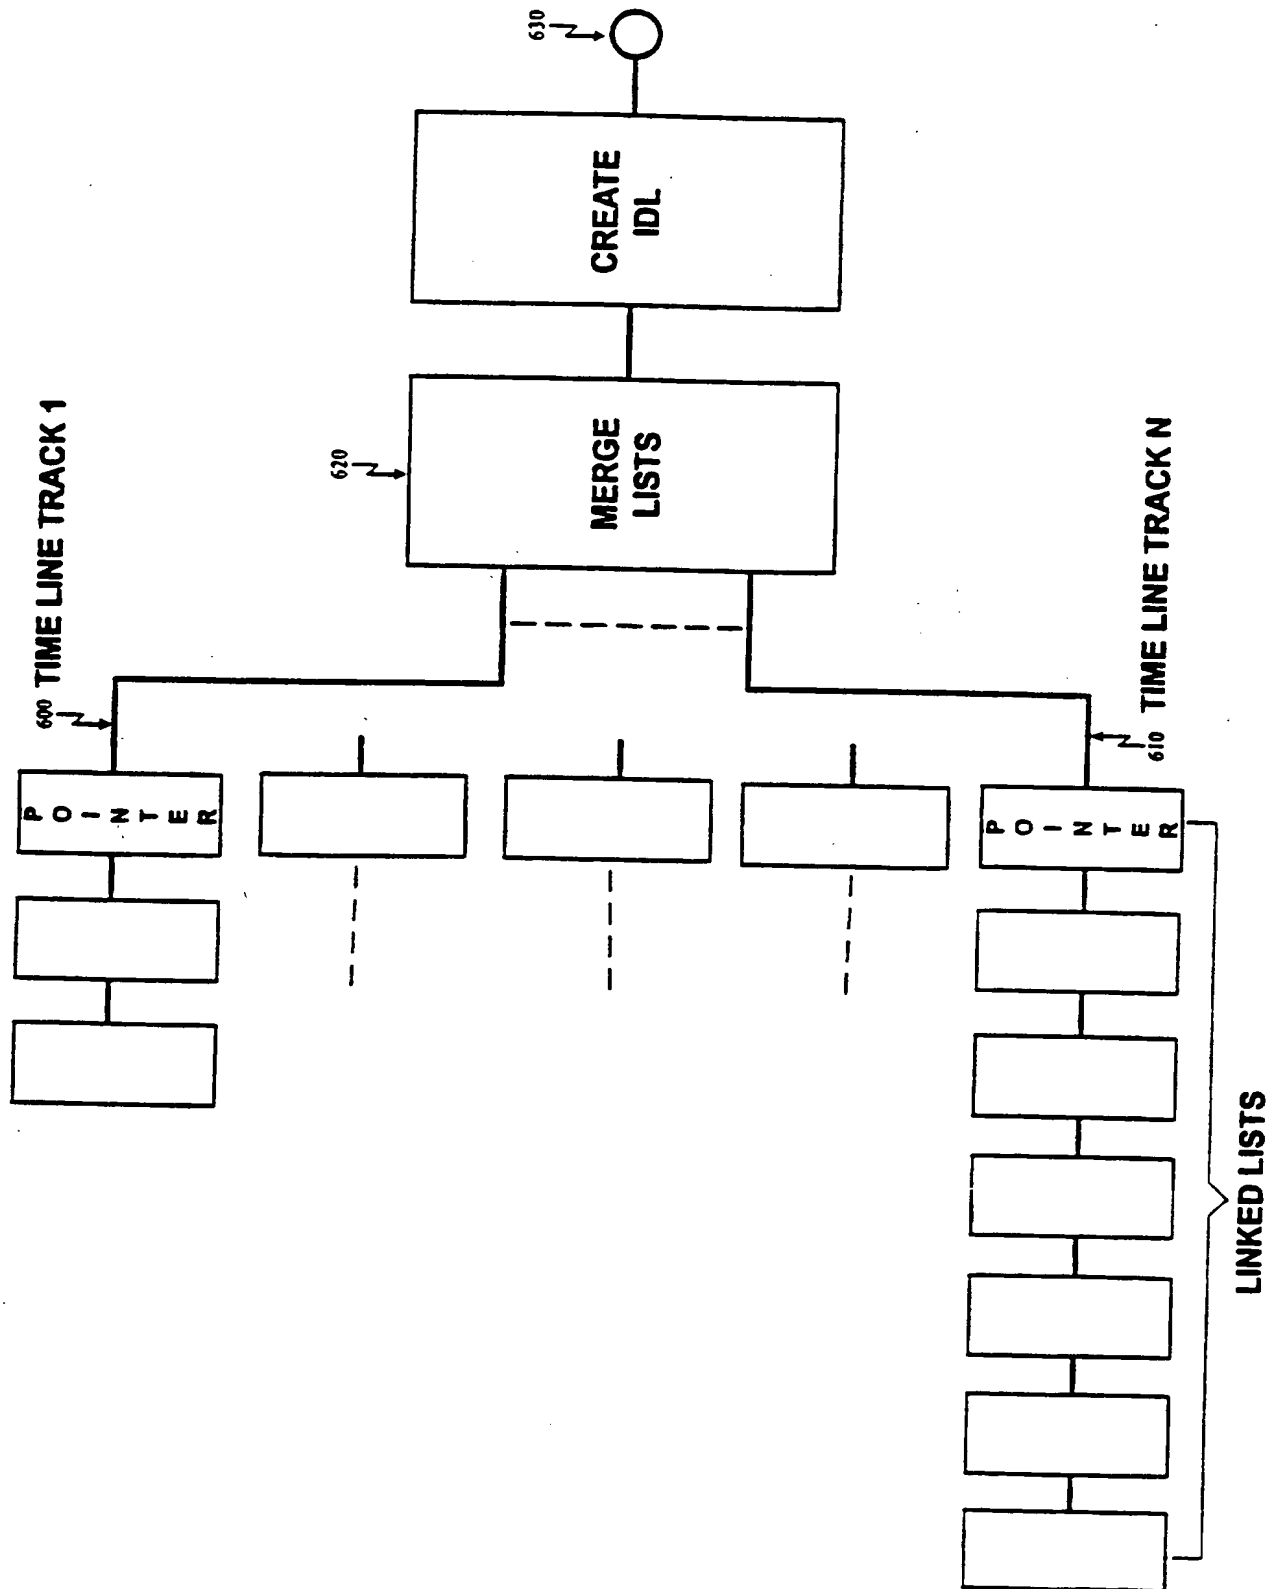 600
TIME LINE TRACK 1
POINTER
620
MERGE
LISTS
CREATE
IDL
630
610
TIME LINE TRACK N
POINTER
LINKED LISTS